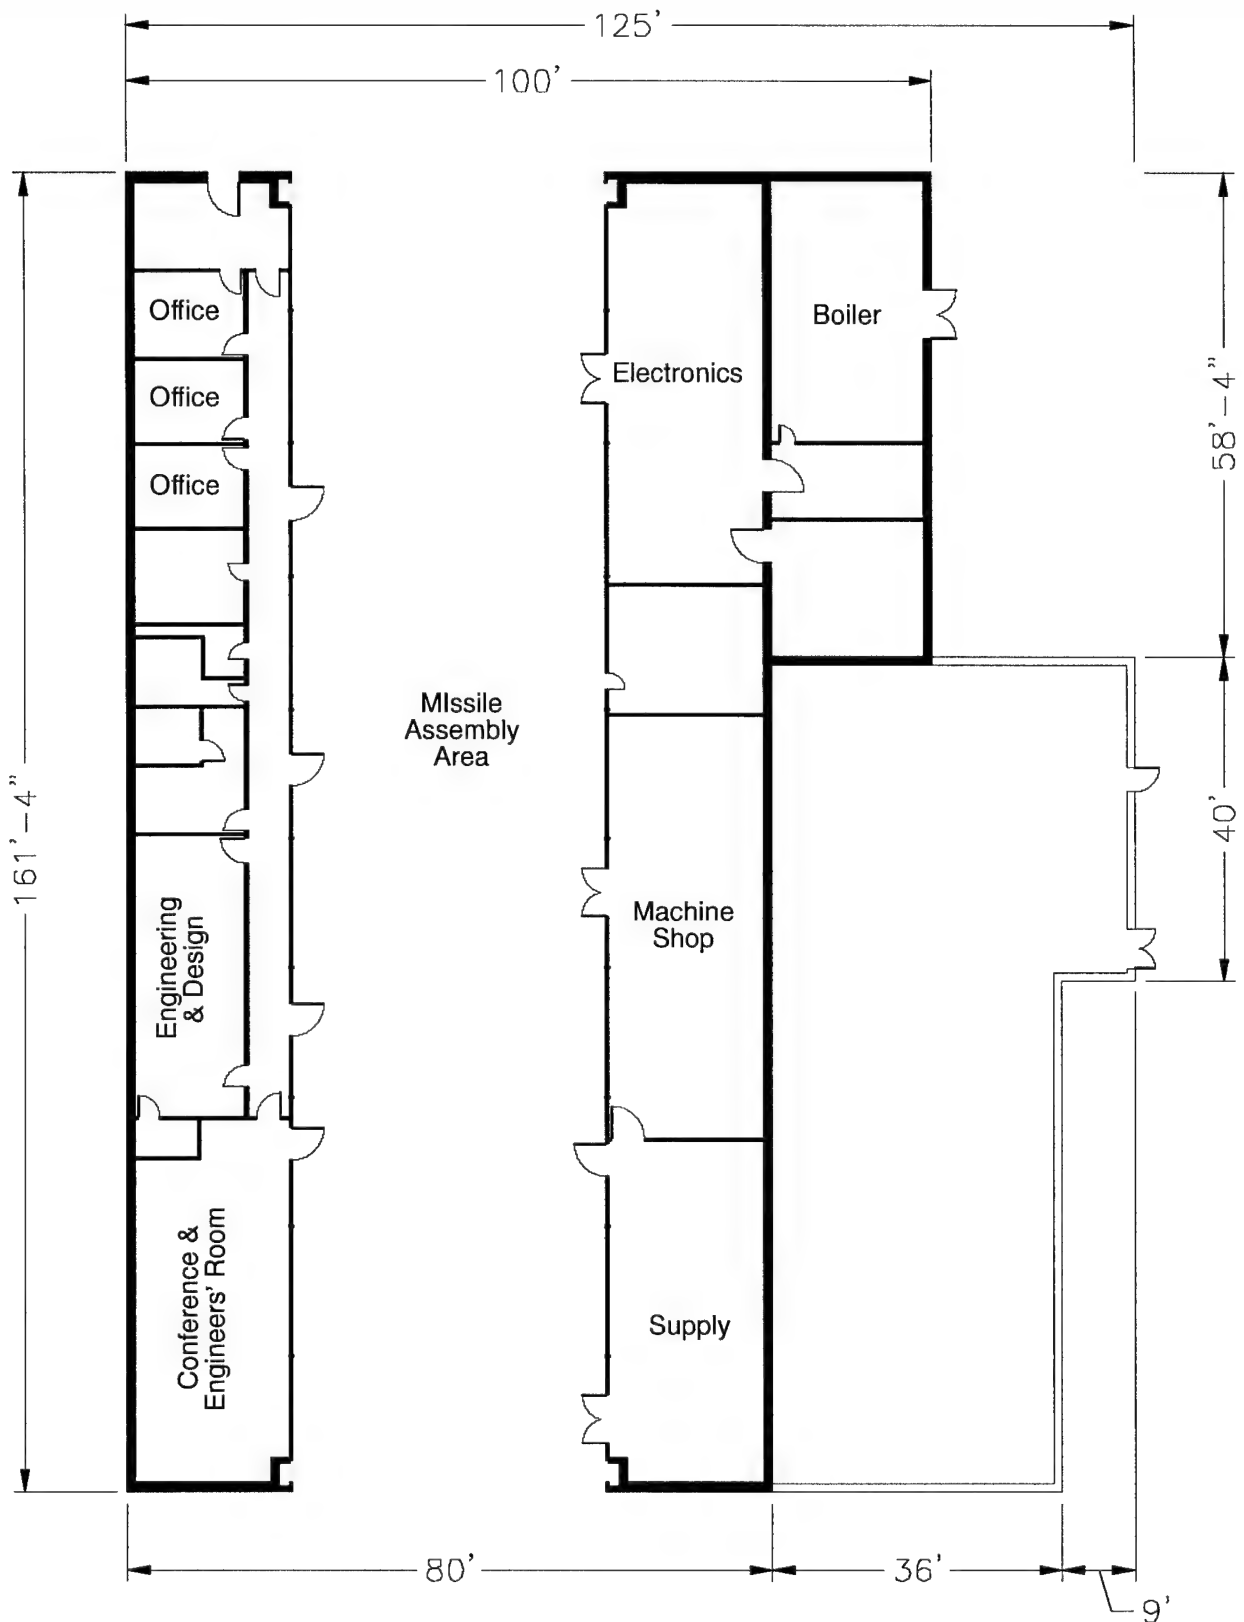 125'
100'
Office
Boiler
Electronics
Office
58'-4"
Office
MIssile
Assembly
Area
161'-4"
40'
Machine
Shop
Engineering
& Design
Conference &
Engineers' Room
Supply
80'
36'
9'